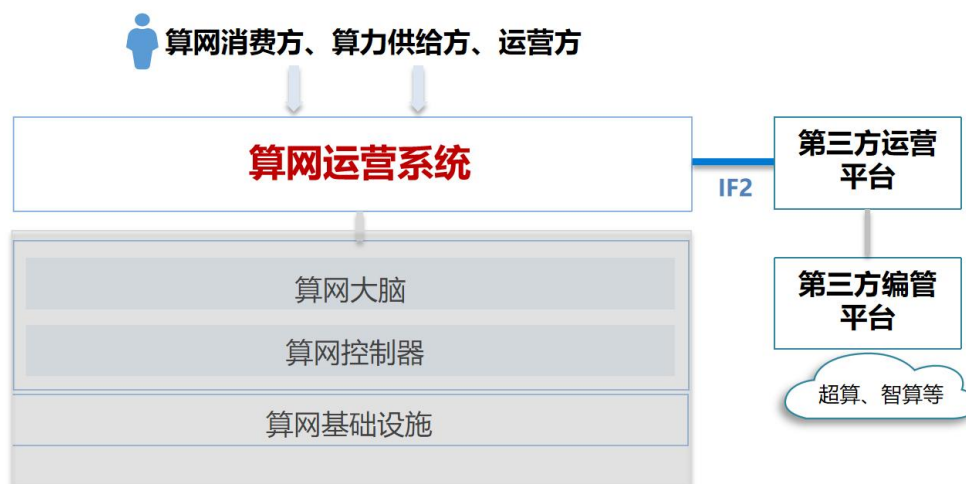 算网消费方、算力供给方、运营方
算网运营系统
IF2
第三方运营
平台
算网大脑
算网控制器
算网基础设施
第三方编管
平台
超算、智算等